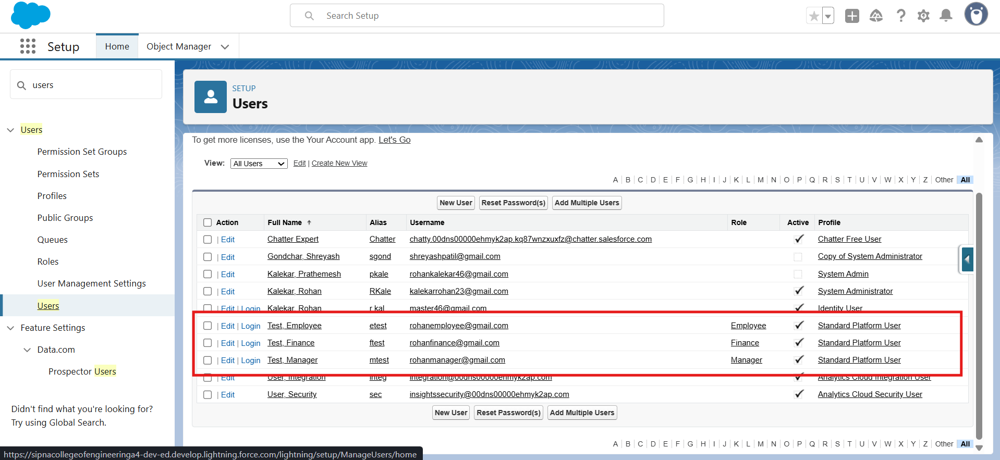 Search Setup
Setup
Home
Object Manager
users
Users
Permission Set Groups
Permission Sets
Profiles
Public Groups
Queues
Roles
User Management Settings
Users
Feature Settings
Data.com
Prospector Users
Didn't find what you're looking for?
Try using Global Search.
SETUP
Users
To get more licenses, use the Your Account app. Let's Go
View: All Users Edit | Create New View
A | B | C | D | E | F | G | H | I | J | K | L | M | N | O | P | Q | R | S | T | U | V | W | X | Y | Z | Other All
New User Reset Password(s) Add Multiple Users
Action Full Name ↑ Alias Username Role Active Profile
| Edit Chatter Expert Chatter chatty.00dns00000ehmyk2ap.kq87wnzxuxfz@chatter.salesforce.com Chatter Free User
| Edit Gondchar, Shreyash sgond shreyashpatil@gmail.com Copy of System Administrator
| Edit Kalekar, Prathemesh pkale rohankalekar46@gmail.com System Admin
| Edit Kalekar, Rohan RKale kalekarrohan23@gmail.com System Administrator
| Edit | Login Kalekar, Rohan r kal master46@gmail.com Identity User
| Edit | Login Test, Employee etest rohanemployee@gmail.com Employee Standard Platform User
| Edit | Login Test, Finance ftest rohanfinance@gmail.com Finance Standard Platform User
| Edit | Login Test, Manager mtest rohanmanager@gmail.com Manager Standard Platform User
| Edit User, Integration integ integration@00dns00000ehmyk2ap.com Analytics Cloud Integration User
| Edit User, Security sec insightssecurity@00dns00000ehmyk2ap.com Analytics Cloud Security User
New User Reset Password(s) Add Multiple Users
A | B | C | D | E | F | G | H | I | J | K | L | M | N | O | P | Q | R | S | T | U | V | W | X | Y | Z | Other All
https://sipnacollegeofengineeringa4-dev-ed.develop.lightning.force.com/lightning/setup/ManageUsers/home